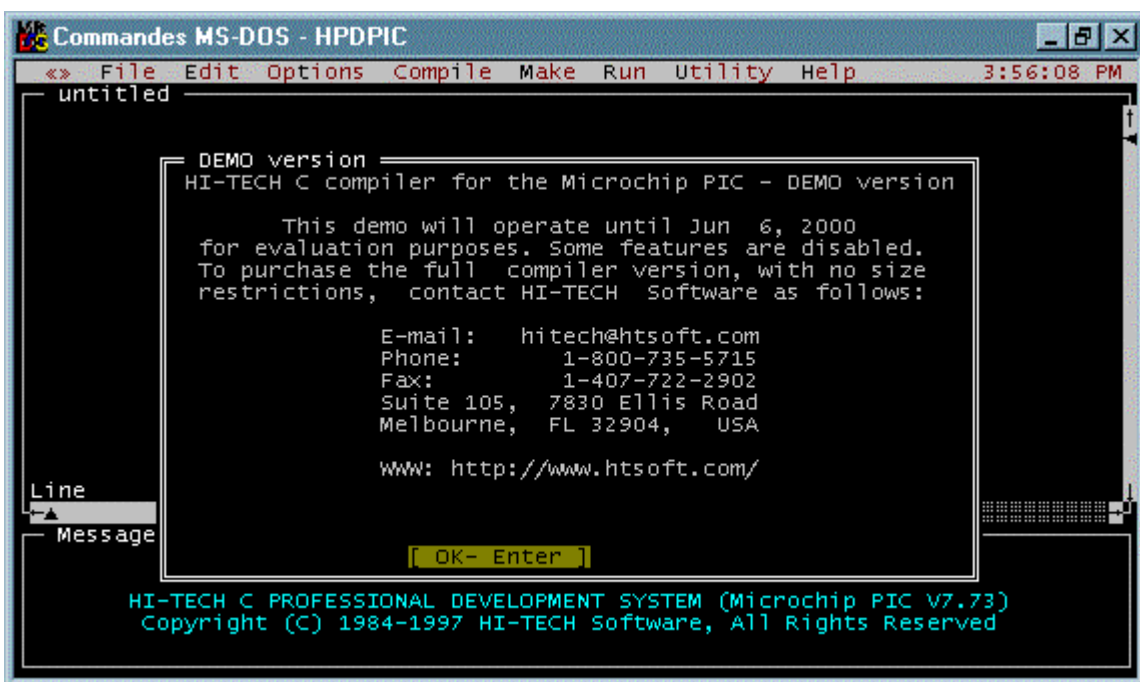 Commandes MS-DOS - HPDPIC
«» File Edit Options Compile Make Run Utility Help 3:56:08 PM
untitled
DEMO version
HI-TECH C compiler for the Microchip PIC - DEMO version
This demo will operate until Jun 6, 2000
for evaluation purposes. Some features are disabled.
To purchase the full compiler version, with no size
restrictions, contact HI-TECH Software as follows:
E-mail: hitech@htsoft.com
Phone: 1-800-735-5715
Fax: 1-407-722-2902
Suite 105, 7830 Ellis Road
Melbourne, FL 32904, USA
WWW: http://www.htsoft.com/
Line
Message
[ OK- Enter ]
HI-TECH C PROFESSIONAL DEVELOPMENT SYSTEM (Microchip PIC V7.73)
Copyright (C) 1984-1997 HI-TECH Software, All Rights Reserved